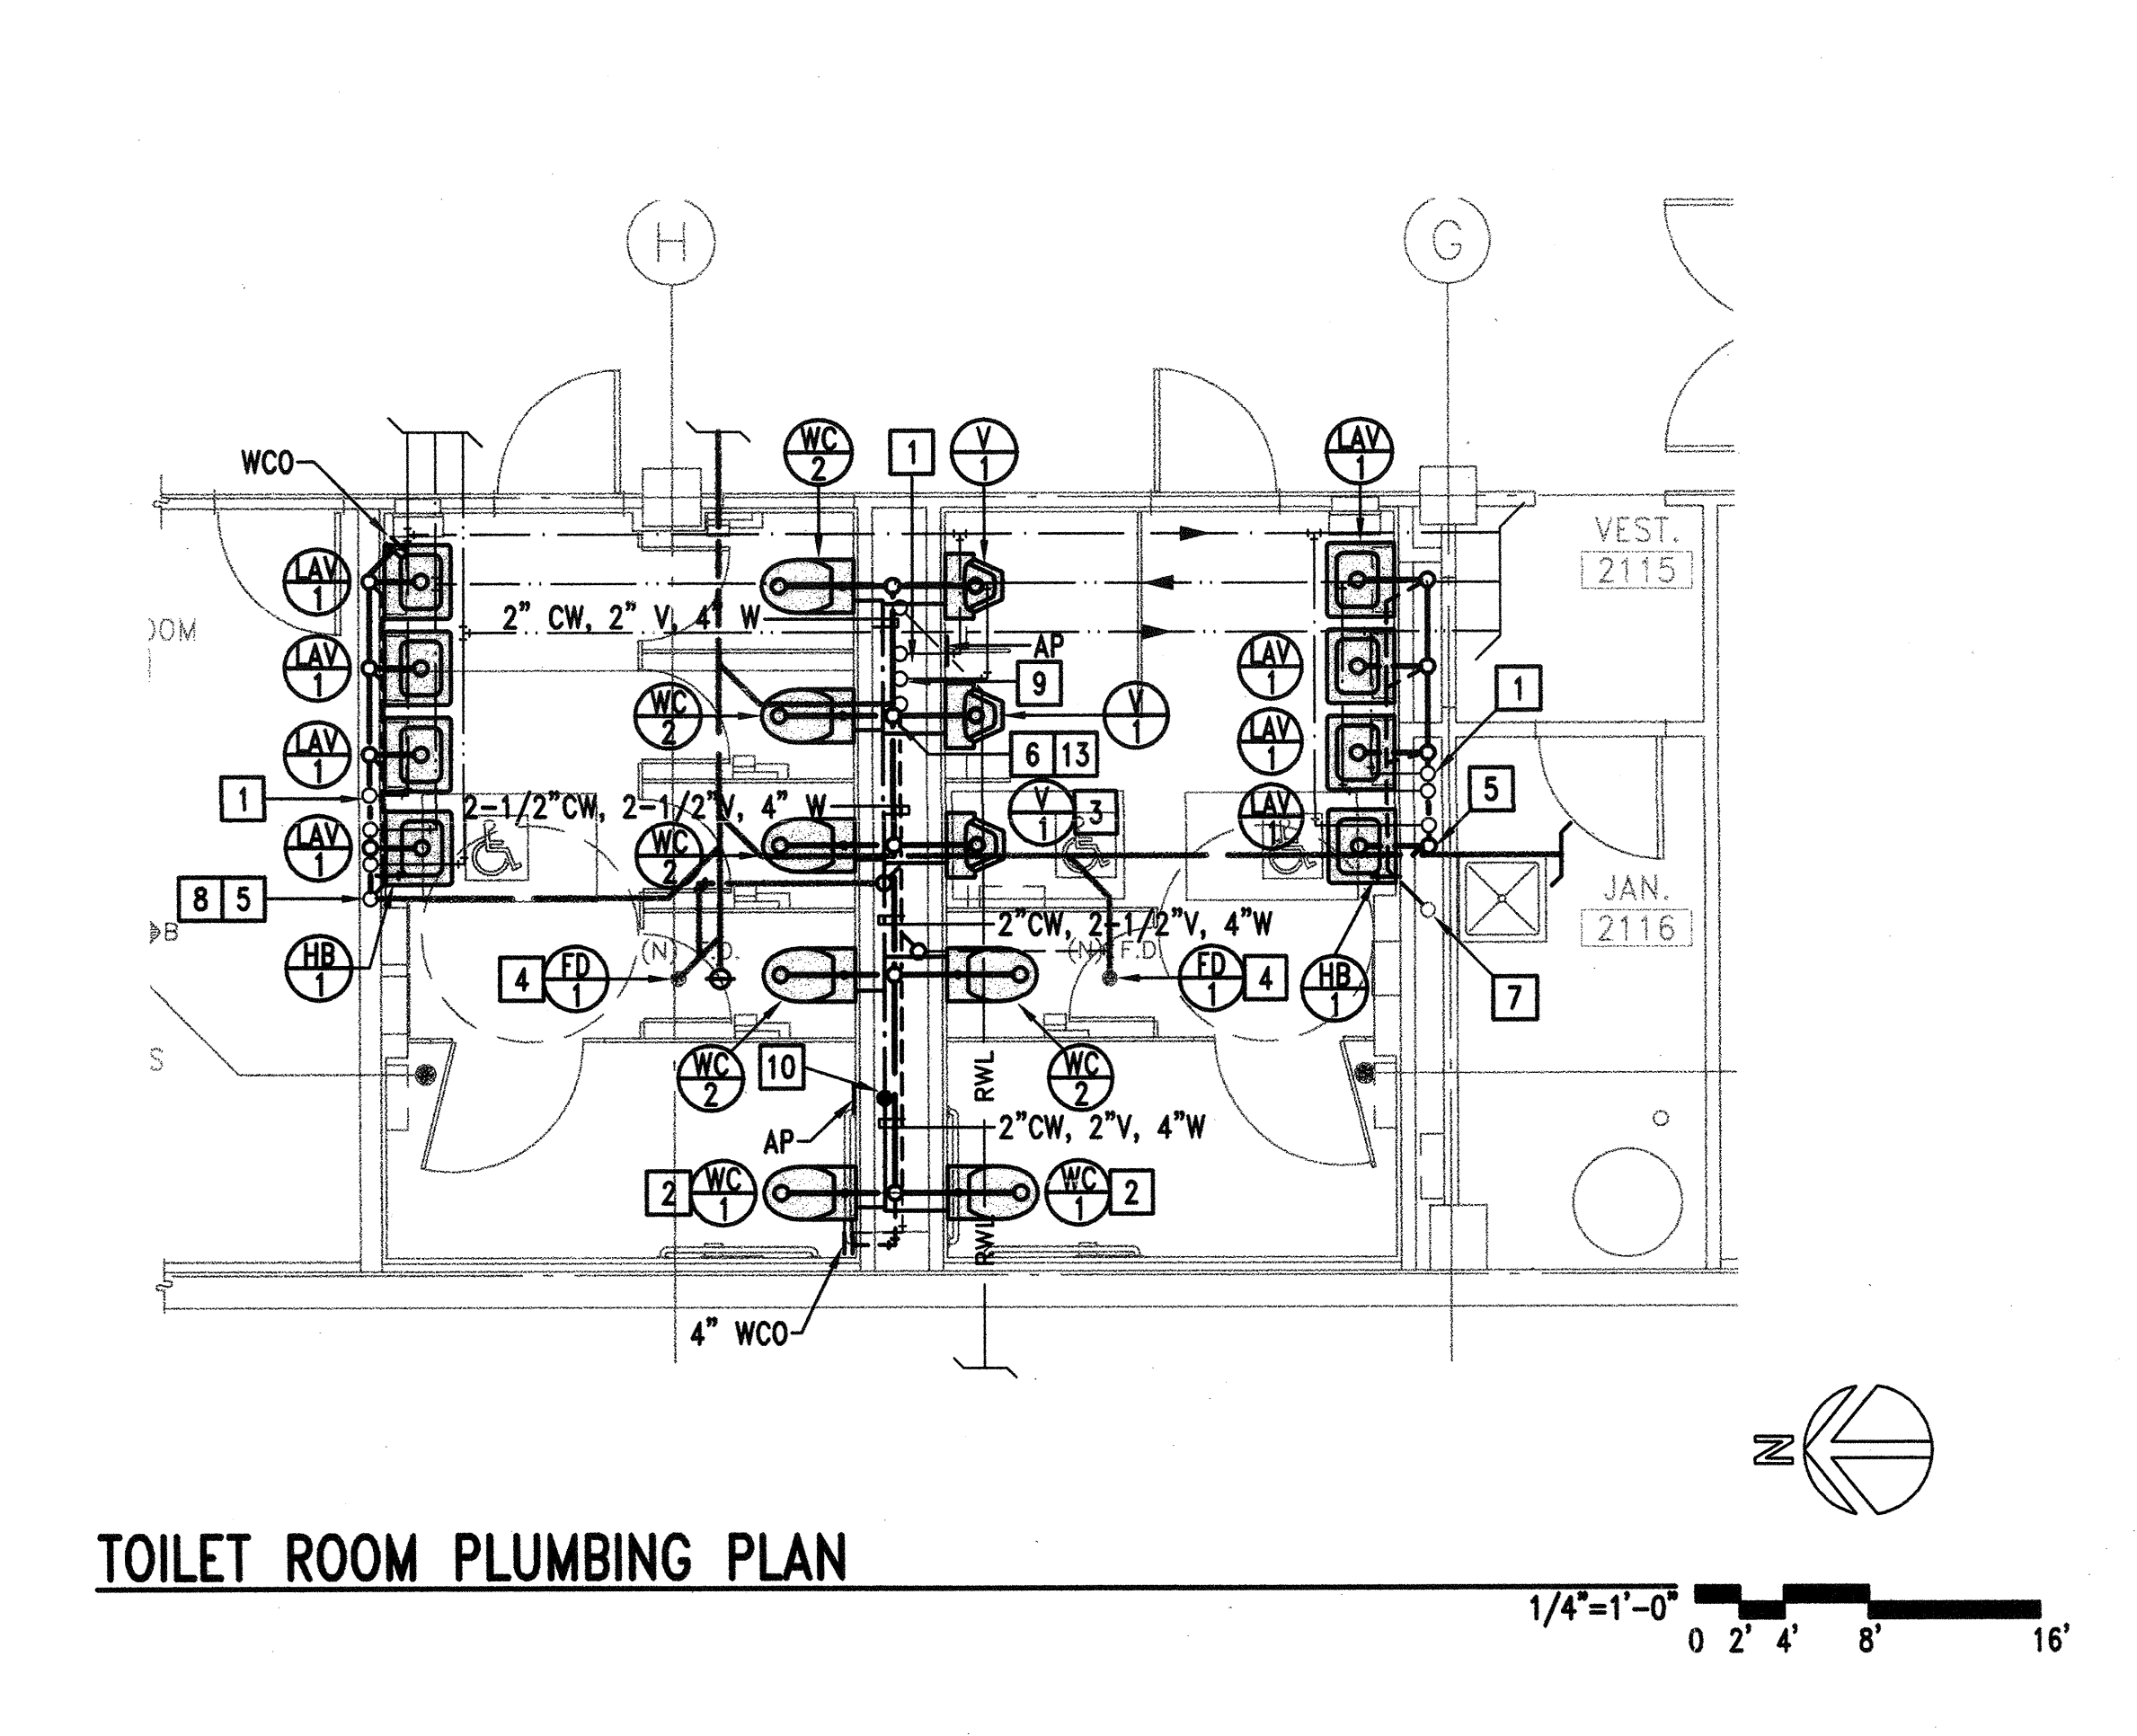 H
G
WCO
WC
2
1
V
1
LAV
1
VEST.
2115
LAV
1
2" CW, 2" V, 4" W
OOM
AP
LAV
1
LAV
1
9
1
WC
2
V
1
LAV
1
LAV
1
6 13
5
1
2-1/2"CW, 2-1/2"V, 4" W
V
1
3
LAV
1
LAV
1
WC
2
JAN.
2116
8 5
2"CW, 2-1/2"V, 4"W
B
(N) F.D.
(N) F.D.
HB
1
4
FD
1
FD
1
4
HB
1
7
S
WC
2
10
RWL
WC
2
2"CW, 2"V, 4"W
AP
2
WC
1
WC
1
2
RWL
4" WCO
N
TOILET ROOM PLUMBING PLAN
1/4"=1'-0"
0 2' 4' 8' 16'